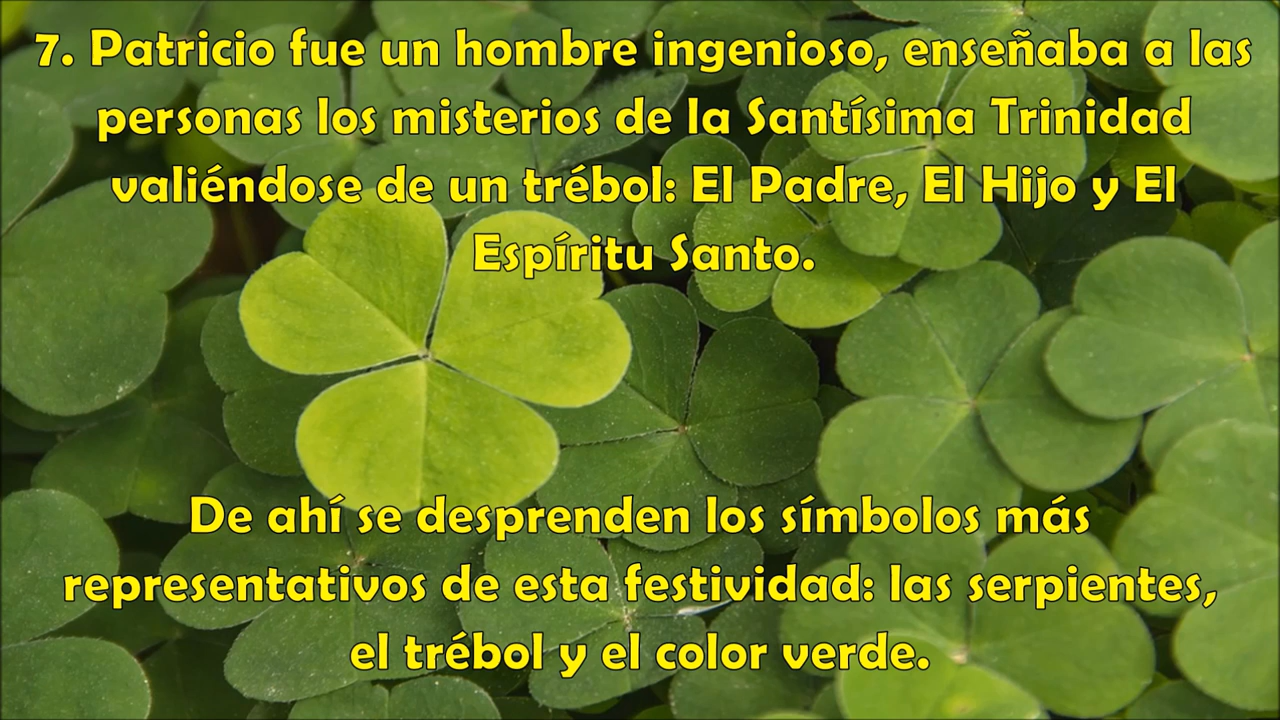 7. Patricio fue un hombre ingenioso, enseñaba a las
personas los misterios de la Santísima Trinidad
valiéndose de un trébol: El Padre, El Hijo y El
Espíritu Santo.
De ahí se desprenden los símbolos más
representativos de esta festividad: las serpientes,
el trébol y el color verde.